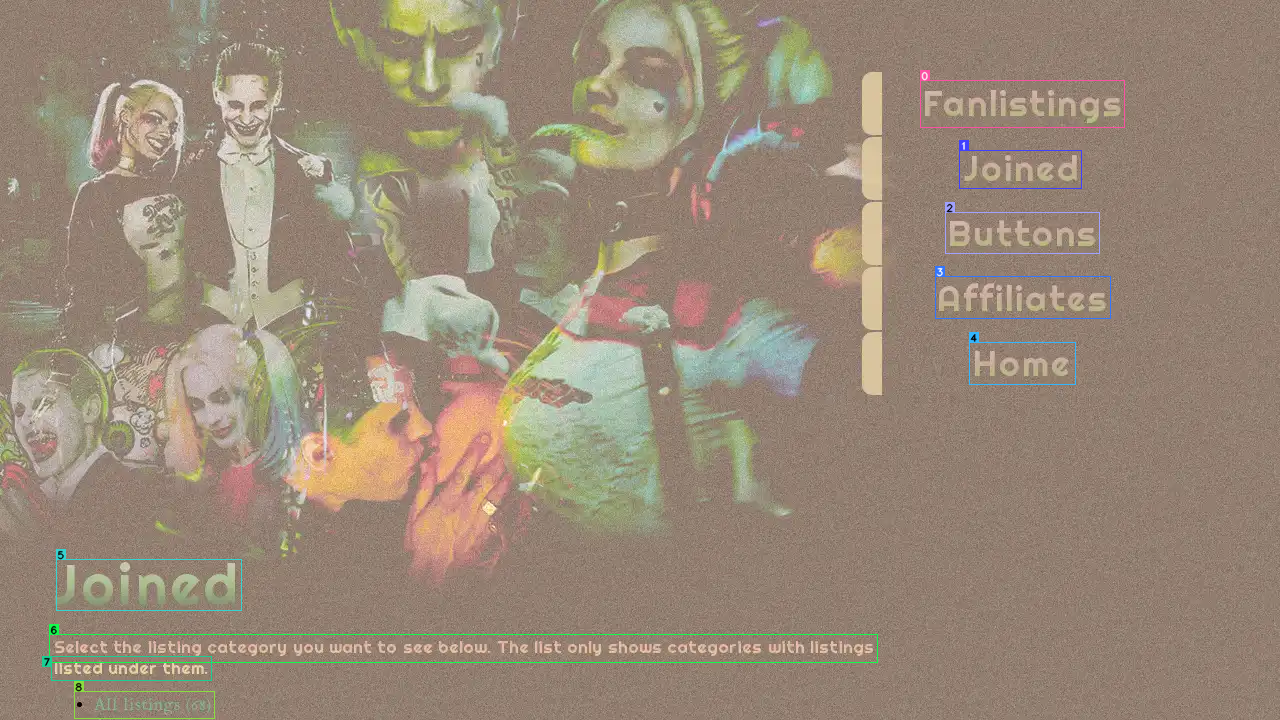 Fanlistings
Joined
Buttons
Affiliates
Home
Joined
Select the listing category you want to see below. The list only shows categories with listings
listed under them.
All listings (68)